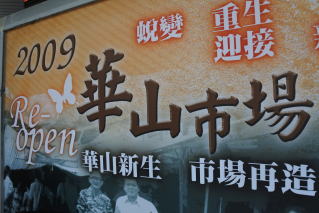 2009
蛻變
重生
迎接
Re-
open
華山市場
華山新生 市場再造